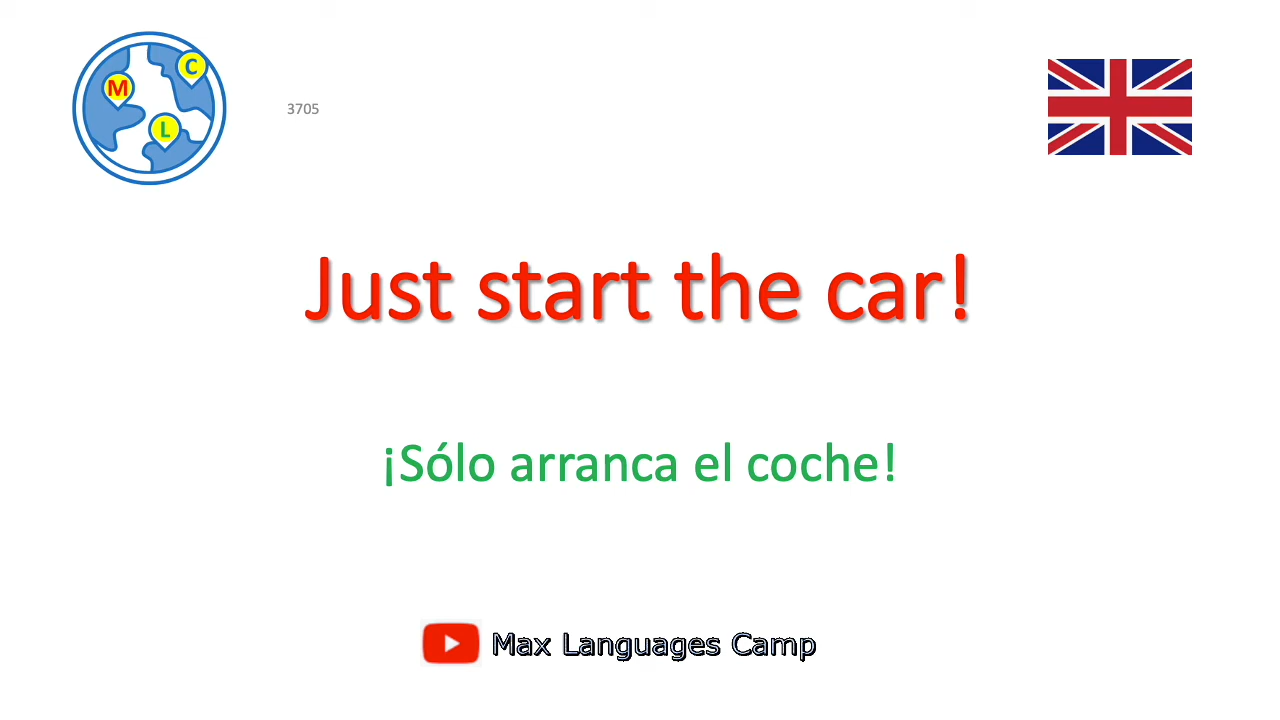 C
M
L
3705
Just start the car!
¡Sólo arranca el coche!
Max Languages Camp